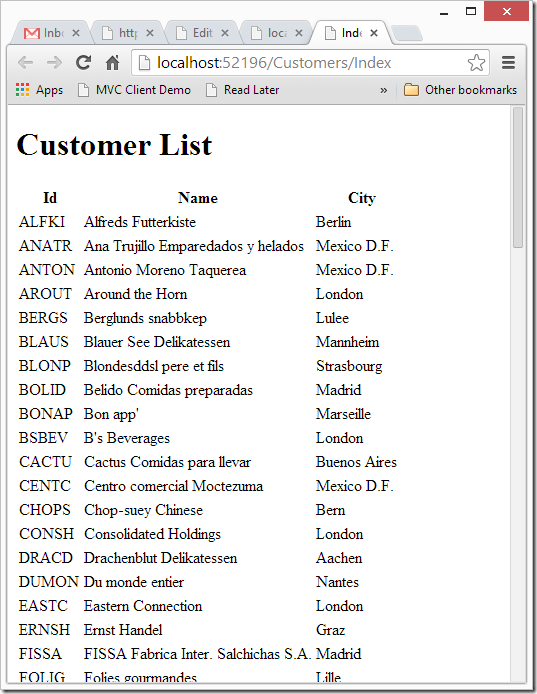 Inbo
http
Edit
loca
Inde
localhost:52196/Customers/Index
Apps MVC Client Demo Read Later » Other bookmarks
Customer List
Id Name City
ALFKI Alfreds Futterkiste Berlin
ANATR Ana Trujillo Emparedados y helados Mexico D.F.
ANTON Antonio Moreno Taquerea Mexico D.F.
AROUT Around the Horn London
BERGS Berglunds snabbkep Lulee
BLAUS Blauer See Delikatessen Mannheim
BLONP Blondesddsl pere et fils Strasbourg
BOLID Belido Comidas preparadas Madrid
BONAP Bon app' Marseille
BSBEV B's Beverages London
CACTU Cactus Comidas para llevar Buenos Aires
CENTC Centro comercial Moctezuma Mexico D.F.
CHOPS Chop-suey Chinese Bern
CONSH Consolidated Holdings London
DRACD Drachenblut Delikatessen Aachen
DUMON Du monde entier Nantes
EASTC Eastern Connection London
ERNSH Ernst Handel Graz
FISSA FISSA Fabrica Inter. Salchichas S.A. Madrid
FOLIG Folies gourmandes Lille